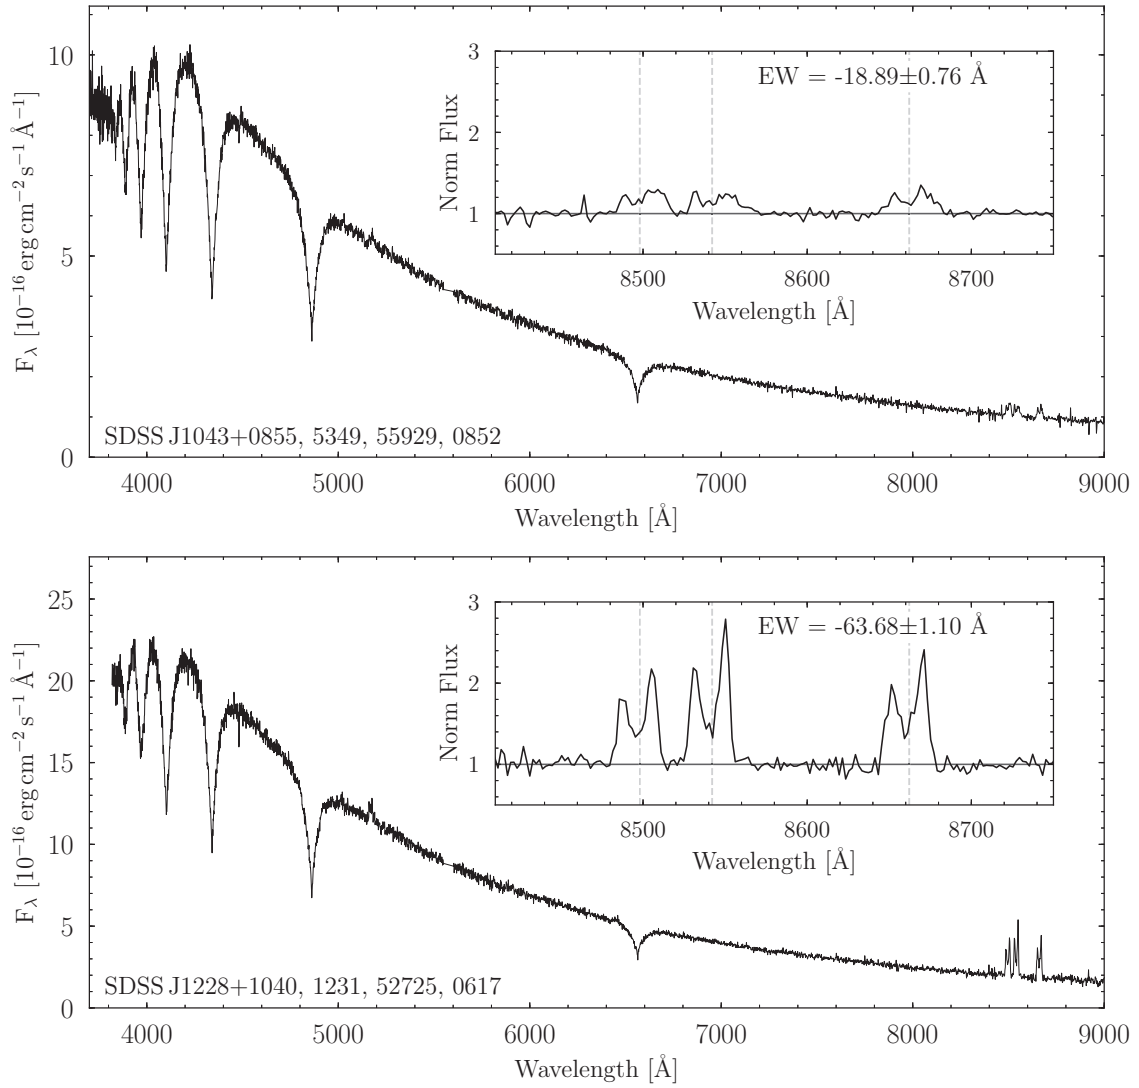 10
5
0
F_λ [10^−16 erg cm^−2 s^−1 Å^−1]
3
2
1
Norm Flux
EW = -18.89±0.76 Å
8500 8600 8700
Wavelength [Å]
SDSS J1043+0855, 5349, 55929, 0852
4000 5000 6000 7000 8000 9000
Wavelength [Å]
25
20
15
10
5
0
F_λ [10^−16 erg cm^−2 s^−1 Å^−1]
3
2
1
Norm Flux
EW = -63.68±1.10 Å
8500 8600 8700
Wavelength [Å]
SDSS J1228+1040, 1231, 52725, 0617
4000 5000 6000 7000 8000 9000
Wavelength [Å]